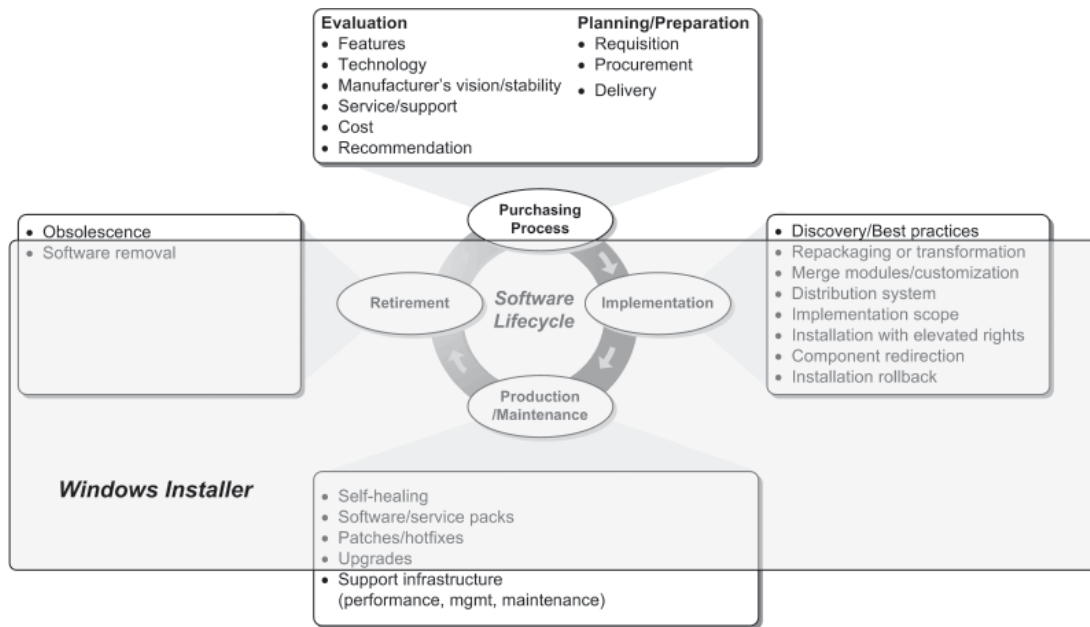 Evaluation
• Features
• Technology
• Manufacturer's vision/stability
• Service/support
• Cost
• Recommendation
Planning/Preparation
• Requisition
• Procurement
• Delivery
Purchasing
Process
• Obsolescence
• Software removal
Retirement
Software
Lifecycle
Implementation
• Discovery/Best practices
• Repackaging or transformation
• Merge modules/customization
• Distribution system
• Implementation scope
• Installation with elevated rights
• Component redirection
• Installation rollback
Production
/Maintenance
Windows Installer
• Self-healing
• Software/service packs
• Patches/hotfixes
• Upgrades
• Support infrastructure
(performance, mgmt, maintenance)